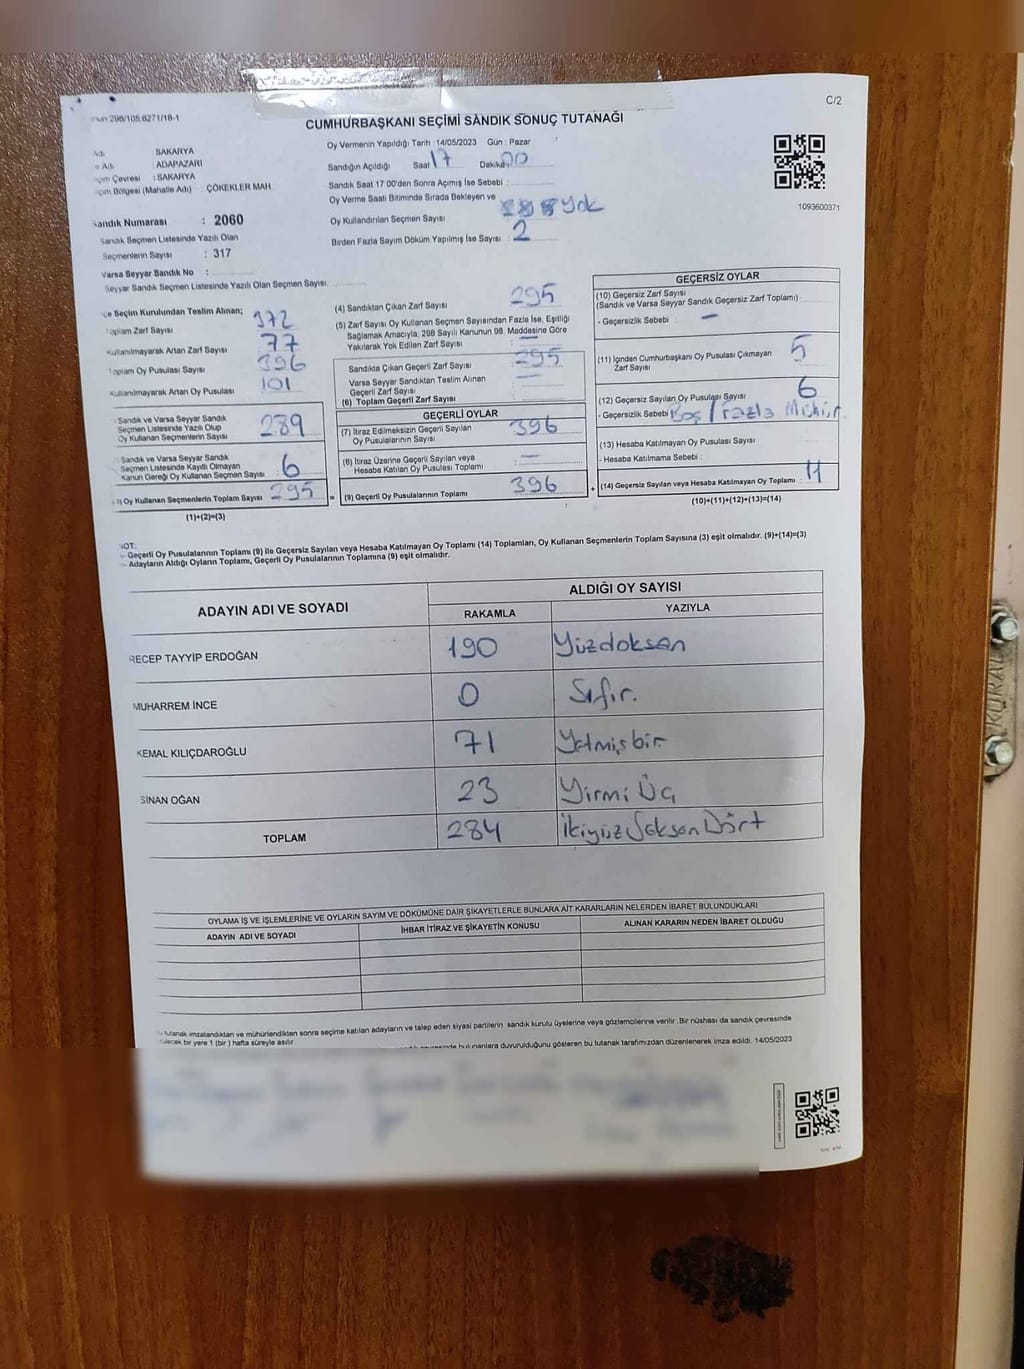 C/2
298/105,6271/18-1
CUMHURBAŞKANI SEÇİMİ SANDIK SONUÇ TUTANAĞI
Oy Vermenin Yapıldığı Tarih : 14/05/2023 Gün : Pazar
: SAKARYA
Adı : ADAPAZARI
Çevresi : SAKARYA
Bölgesi (Mahalle Adı) : ÇÖKEKLER MAH
Sandık Numarası : 2060
Sandık Seçmen Listesinde Yazılı Olan
Seçmenlerin Sayısı : 317
Varsa Seyyar Sandık No :
Seyyar Sandık Seçmen Listesinde Yazılı Olan Seçmen Sayısı:
Sandığın Açıldığı Saat 17 Dakika 00
Sandık Saat 17.00'den Sonra Açımış İse Sebebi :
Oy Verme Saati Bitiminde Sırada Bekleyen ve
Oy Kullandırılan Seçmen Sayısı : yok
Birden Fazla Sayım Döküm Yapılmış İse Sayısı : 2
1093600371
Seçim Kurulundan Teslim Alınan;
Toplam Zarf Sayısı 372
Kullanılmayarak Artan Zarf Sayısı 77
Toplam Oy Pusulası Sayısı 396
Kullanılmayarak Artan Oy Pusulası 101
Sandık ve Varsa Seyyar Sandık
Seçmen Listesinde Yazılı Olup
Oy Kullanan Seçmenlerin Sayısı 289
Sandık ve Varsa Seyyar Sandık
Seçmen Listesinde Kayıtlı Olmayan
Kanun Gereği Oy Kullanan Seçmen Sayısı 6
Oy Kullanan Seçmenlerin Toplam Sayısı 295 =
(1)+(2)=(3)
(4) Sandıktan Çıkan Zarf Sayısı 295
(5) Zarf Sayısı Oy Kullanan Seçmen Sayısından Fazla İse, Eşitliği
Sağlamak Amacıyla; 298 Sayılı Kanunun 98. Maddesine Göre
Yakılarak Yok Edilen Zarf Sayısı : —
Sandıkta Çıkan Geçerli Zarf Sayısı : 295
Varsa Seyyar Sandıktan Teslim Alınan
Geçerli Zarf Sayısı : —
(6) Toplam Geçerli Zarf Sayısı :
GEÇERLİ OYLAR
(7) İtiraz Edilmeksizin Geçerli Sayılan
Oy Pusulalarının Sayısı : 396
(8) İtiraz Üzerine Geçerli Sayılan veya
Hesaba Katılan Oy Pusulası Toplamı : —
(9) Geçerli Oy Pusulalarının Toplamı : 396 +
GEÇERSİZ OYLAR
(10) Geçersiz Zarf Sayısı
(Sandık ve Varsa Seyyar Sandık Geçersiz Zarf Toplamı) :
- Geçersizlik Sebebi : —
(11) İçinden Cumhurbaşkanı Oy Pusulası Çıkmayan
Zarf Sayısı : 5
(12) Geçersiz Sayılan Oy Pusulası Sayısı : 6
- Geçersizlik Sebebi : Boş / Fazla Mühür.
(13) Hesaba Katılmayan Oy Pusulası Sayısı :
- Hesaba Katılmama Sebebi :
(14) Geçersiz Sayılan veya Hesaba Katılmayan Oy Toplamı : 11
(10)+(11)+(12)+(13)=(14)
NOT:
- Geçerli Oy Pusulalarının Toplamı (9) ile Geçersiz Sayılan veya Hesaba Katılmayan Oy Toplamı (14) Toplamları, Oy Kullanan Seçmenlerin Toplam Sayısına (3) eşit olmalıdır. (9)+(14)=(3)
- Adayların Aldığı Oyların Toplamı, Geçerli Oy Pusulalarının Toplamına (9) eşit olmalıdır.
ADAYIN ADI VE SOYADI ALDIĞI OY SAYISI
RAKAMLA YAZIYLA
RECEP TAYYİP ERDOĞAN 190 Yüzdoksan
MUHARREM İNCE 0 Sıfır.
KEMAL KILIÇDAROĞLU 71 Yetmişbir
SİNAN OĞAN 23 Yirmi Üç
TOPLAM 284 İkiyüz Seksen Dört
OYLAMA İŞ VE İŞLEMLERİNE VE OYLARIN SAYIM VE DÖKÜMÜNE DAİR ŞİKAYETLERLE BUNLARA AİT KARARLARIN NELERDEN İBARET BULUNDUKLARI
ADAYIN ADI VE SOYADI İHBAR İTİRAZ VE ŞİKAYETİN KONUSU ALINAN KARARIN NEDEN İBARET OLDUĞU
tutanak imzalandıktan ve mühürlendikten sonra seçime katılan adayların ve talep eden siyasi partilerin sandık kurulu üyelerine veya gözlemcilerine verilir. Bir nüshası da sandık çevresinde
bir yere 1 (bir) hafta süreyle asılır.
bulunanlara duyurulduğunu gösteren bu tutanak tarafımızdan düzenlenerek imza edildi. 14/05/2023